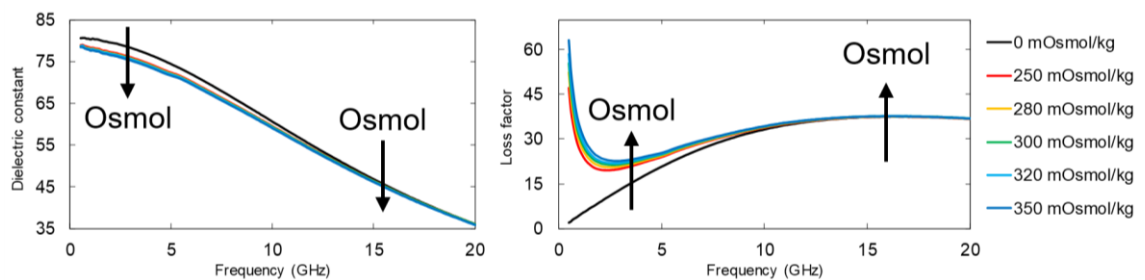 Dielectric constant
85
75
65
55
45
35
0
5
10
15
20
Frequency (GHz)
Osmol
Osmol
Loss factor
60
45
30
15
0
0
5
10
15
20
Frequency (GHz)
Osmol
Osmol
0 mOsmol/kg
250 mOsmol/kg
280 mOsmol/kg
300 mOsmol/kg
320 mOsmol/kg
350 mOsmol/kg